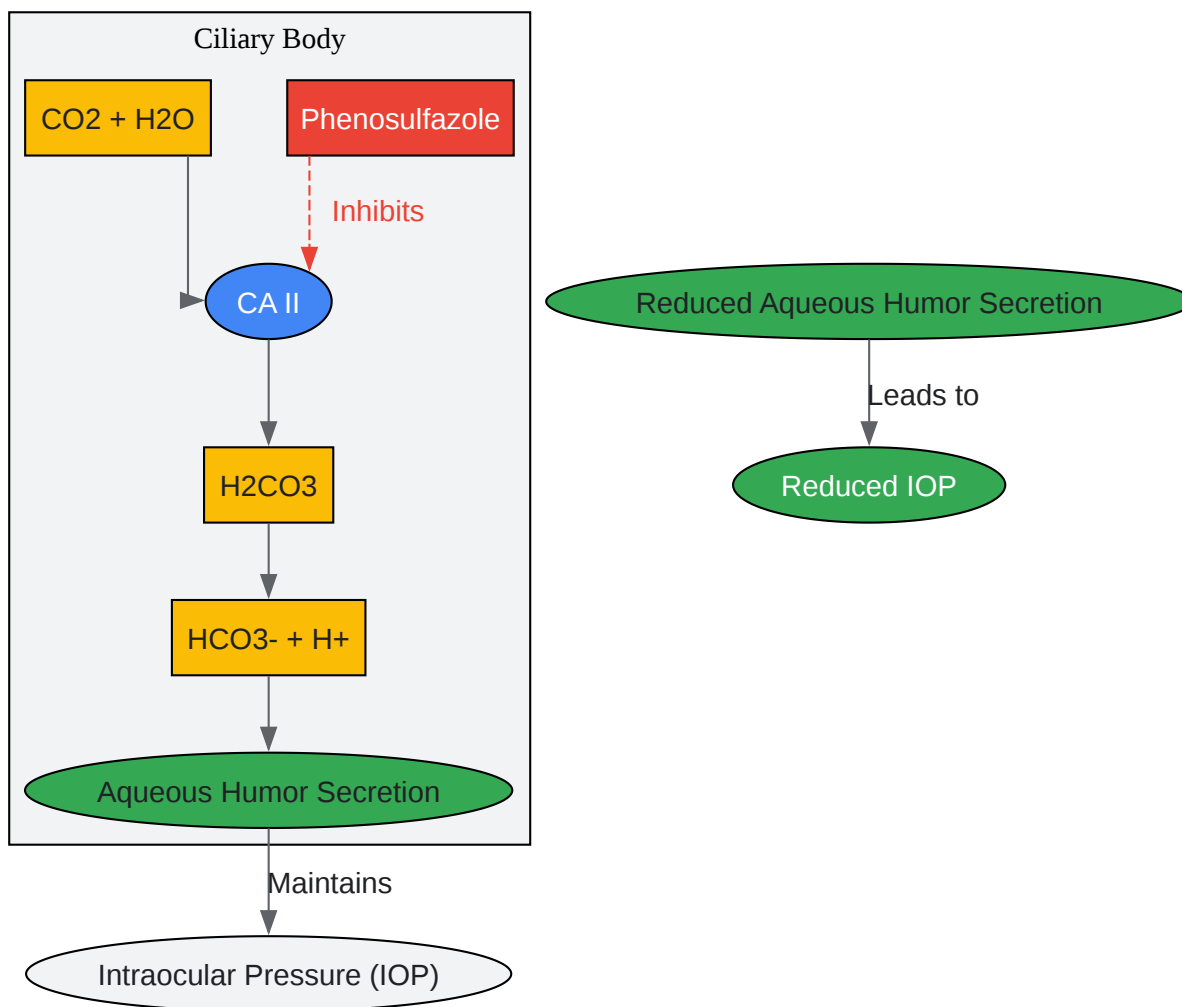 Ciliary Body
CO2 + H2O
Phenosulfazole
Inhibits
CA II
Reduced Aqueous Humor Secretion
Leads to
H2CO3
Reduced IOP
HCO3- + H+
Aqueous Humor Secretion
Maintains
Intraocular Pressure (IOP)